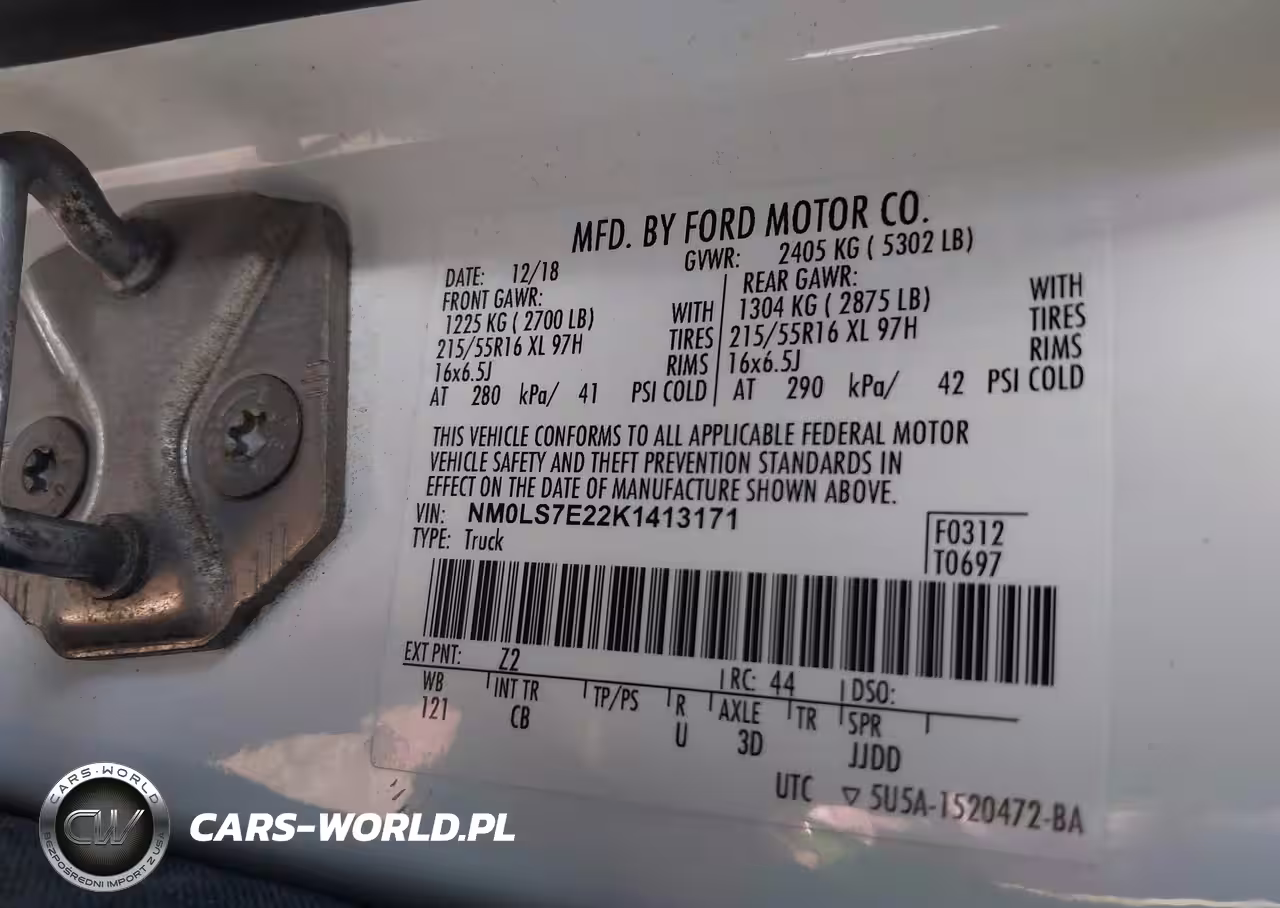 MFD. BY FORD MOTOR CO.
DATE: 12/18 GVWR: 2405 KG ( 5302 LB)
FRONT GAWR: REAR GAWR:
1225 KG ( 2700 LB) WITH 1304 KG ( 2875 LB) WITH
215/55R16 XL 97H TIRES 215/55R16 XL 97H TIRES
16x6.5J RIMS 16x6.5J RIMS
AT 280 kPa/ 41 PSI COLD AT 290 kPa/ 42 PSI COLD
THIS VEHICLE CONFORMS TO ALL APPLICABLE FEDERAL MOTOR
VEHICLE SAFETY AND THEFT PREVENTION STANDARDS IN
EFFECT ON THE DATE OF MANUFACTURE SHOWN ABOVE.
VIN: NM0LS7E22K1413171
TYPE: Truck
F0312
T0697
EXT PNT: Z2 RC: 44 DSO:
WB INT TR TP/PS R AXLE TR SPR
121 CB U 3D JJDD
UTC ▽ 5U5A-1520472-BA
CARS-WORLD
CW
BEZPOŚREDNI IMPORT Z USA
CARS-WORLD.PL